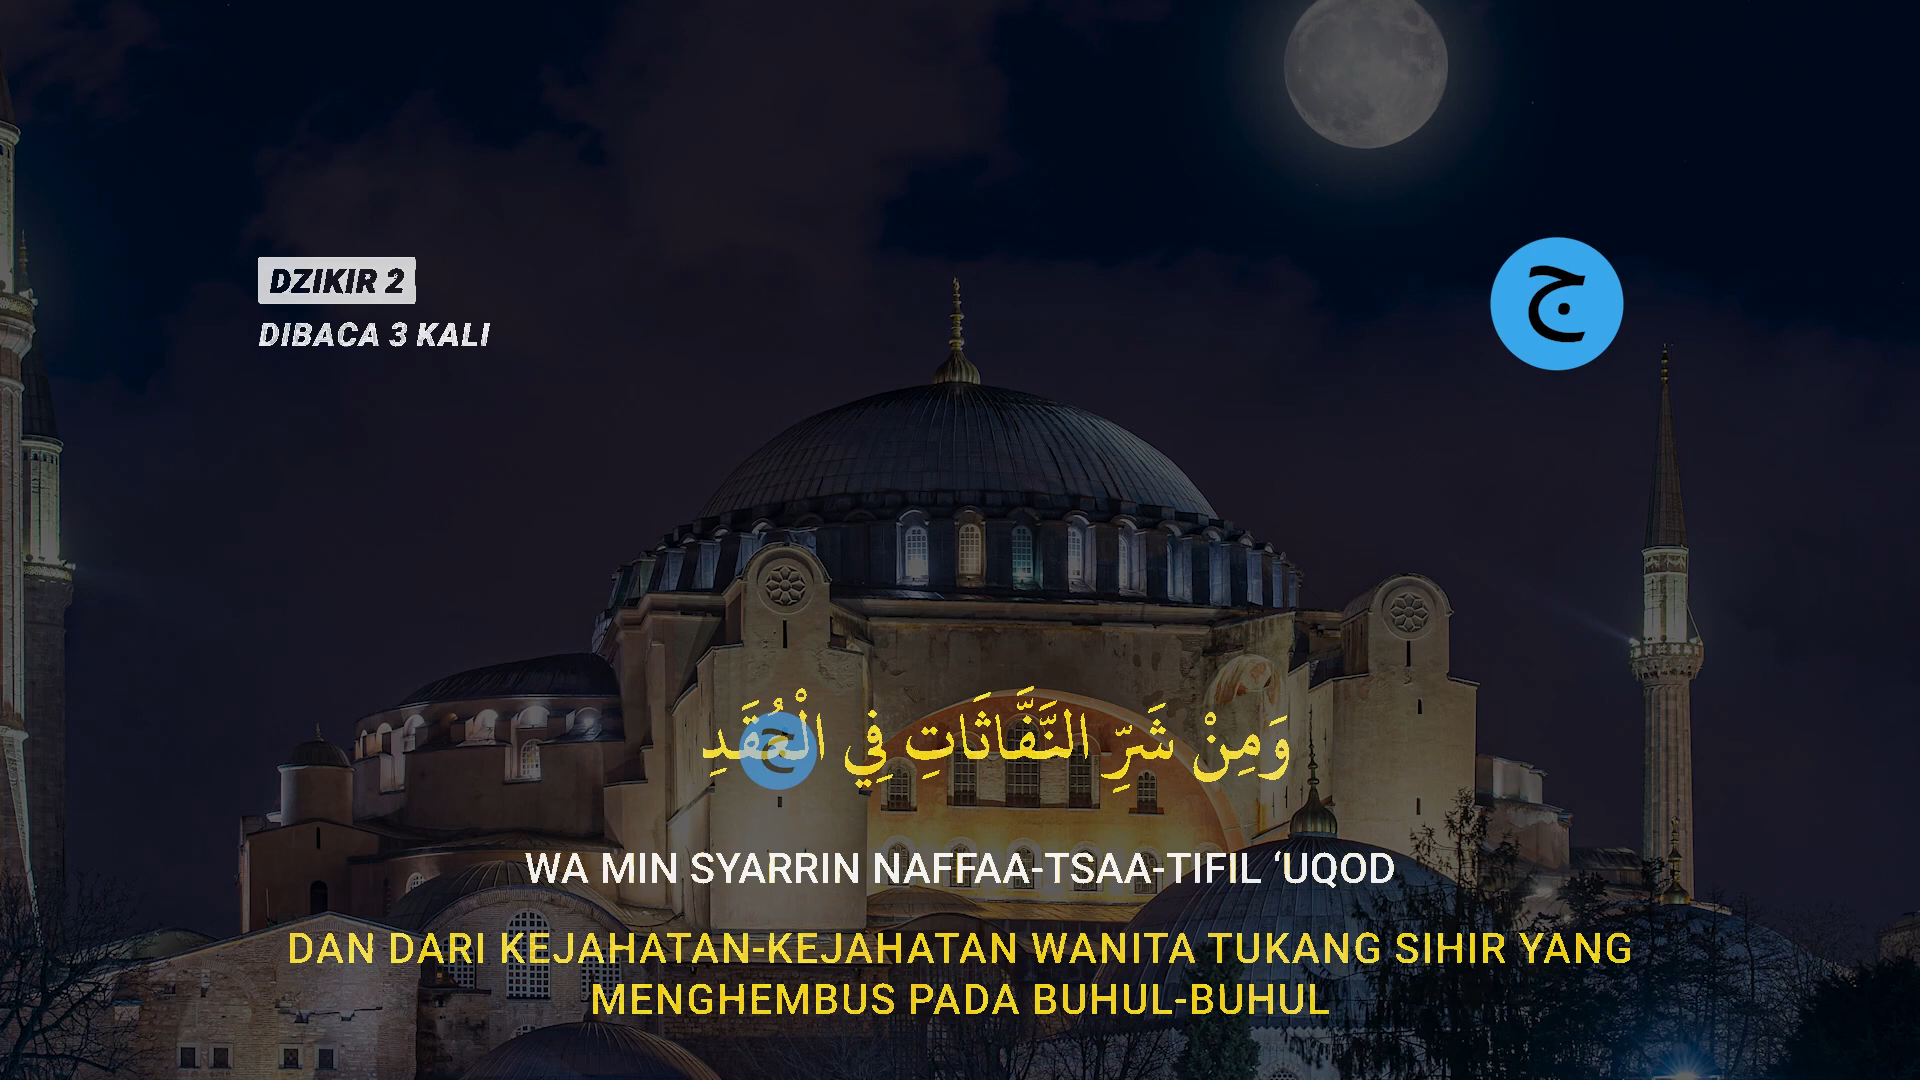 DZIKIR 2
DIBACA 3 KALI
ج
وَمِنْ شَرِّ النَّفَّاثَاتِ فِي الْعُقَدِ
ج
WA MIN SYARRIN NAFFAA-TSAA-TIFIL ‘UQOD
DAN DARI KEJAHATAN-KEJAHATAN WANITA TUKANG SIHIR YANG
MENGHEMBUS PADA BUHUL-BUHUL